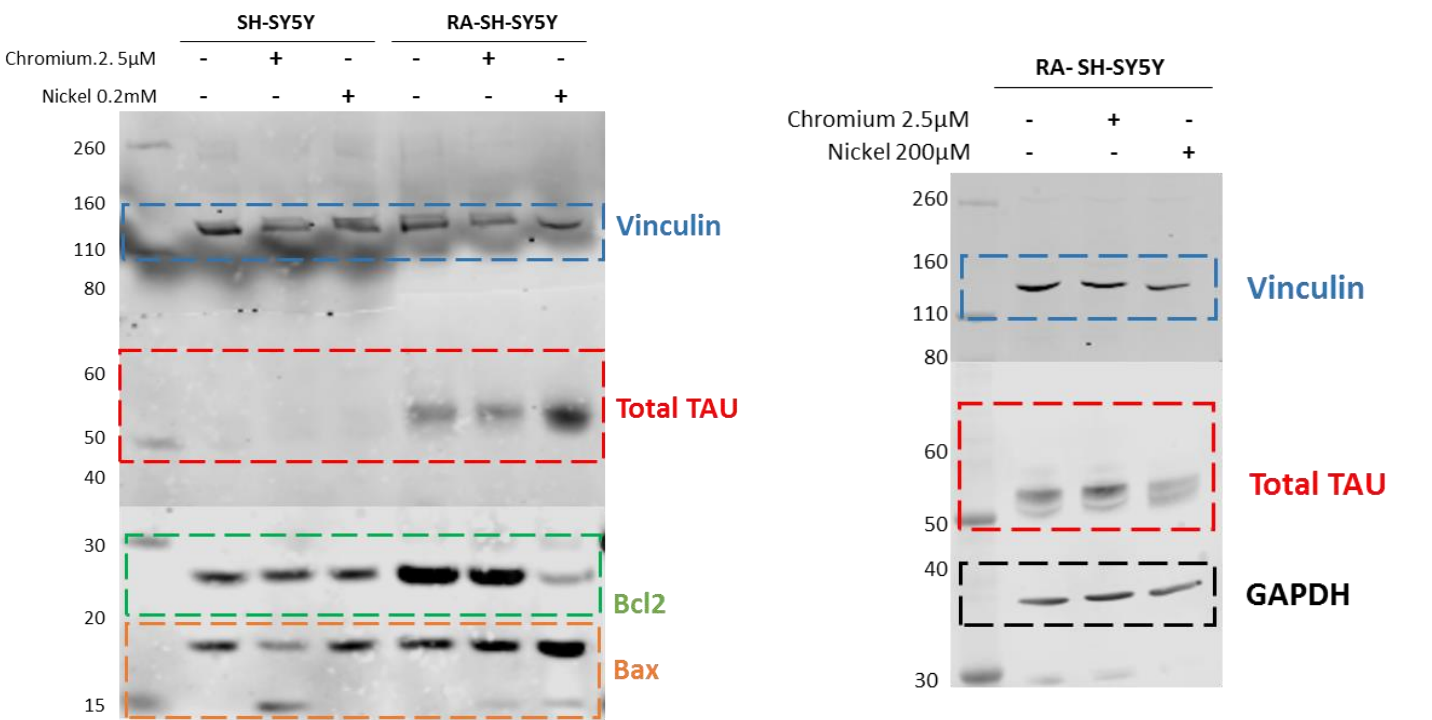 SH-SY5Y RA-SH-SY5Y
Chromium.2. 5µM - + - - + -
Nickel 0.2mM - - + - - +
260
160
Vinculin
110
80
60
Total TAU
50
40
30
Bcl2
20
Bax
15
RA- SH-SY5Y
Chromium 2.5µM - + -
Nickel 200µM - - +
260
160
Vinculin
110
80
60
Total TAU
50
40
GAPDH
30